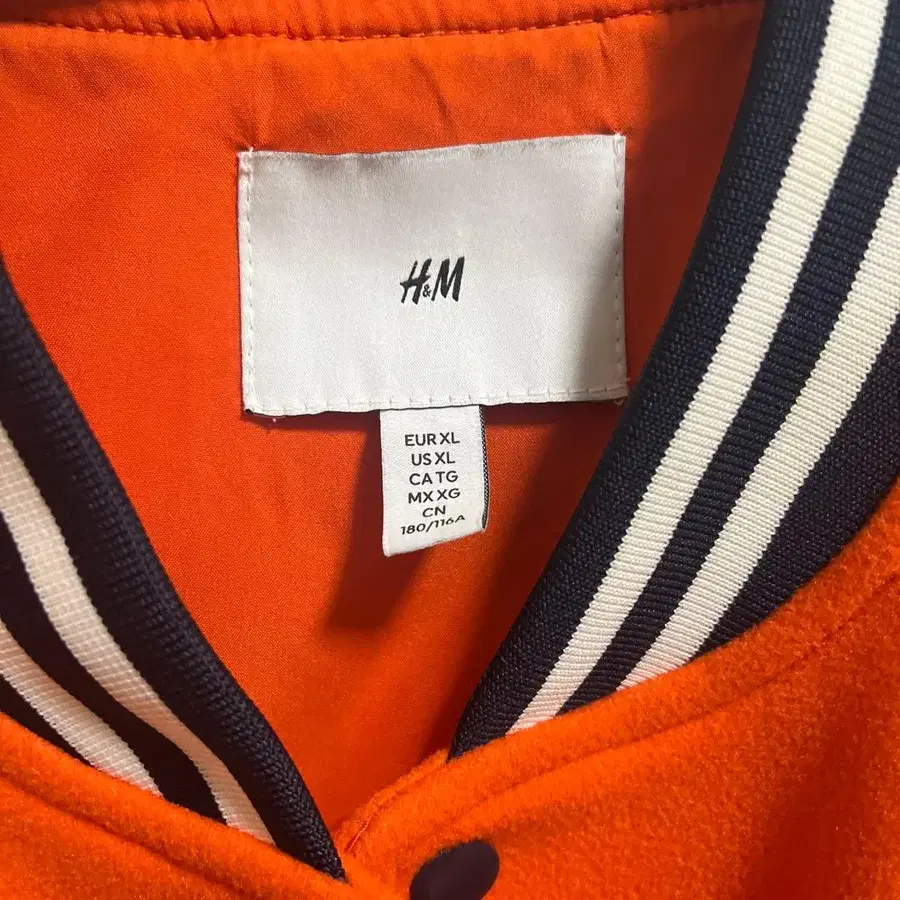 H&M
EUR XL
US XL
CA TG
MX XG
CN
180/116A